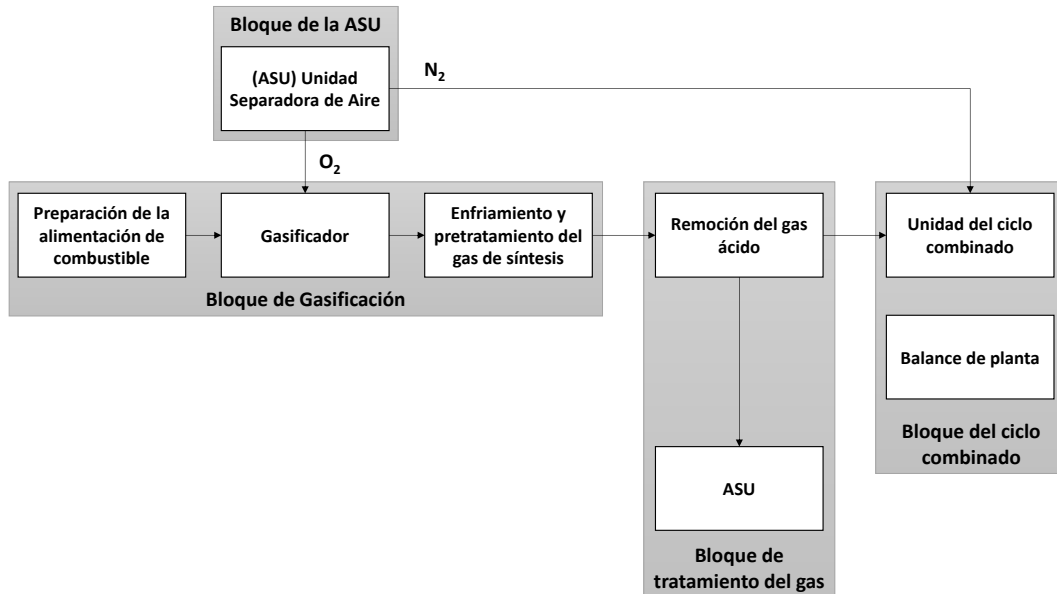 Bloque de la ASU
(ASU) Unidad
Separadora de Aire
N2
O2
Preparación de la
alimentación de
combustible
Gasificador
Enfriamiento y
pretratamiento del
gas de síntesis
Bloque de Gasificación
Remoción del gas
ácido
ASU
Bloque de
tratamiento del gas
Unidad del ciclo
combinado
Balance de planta
Bloque del ciclo
combinado